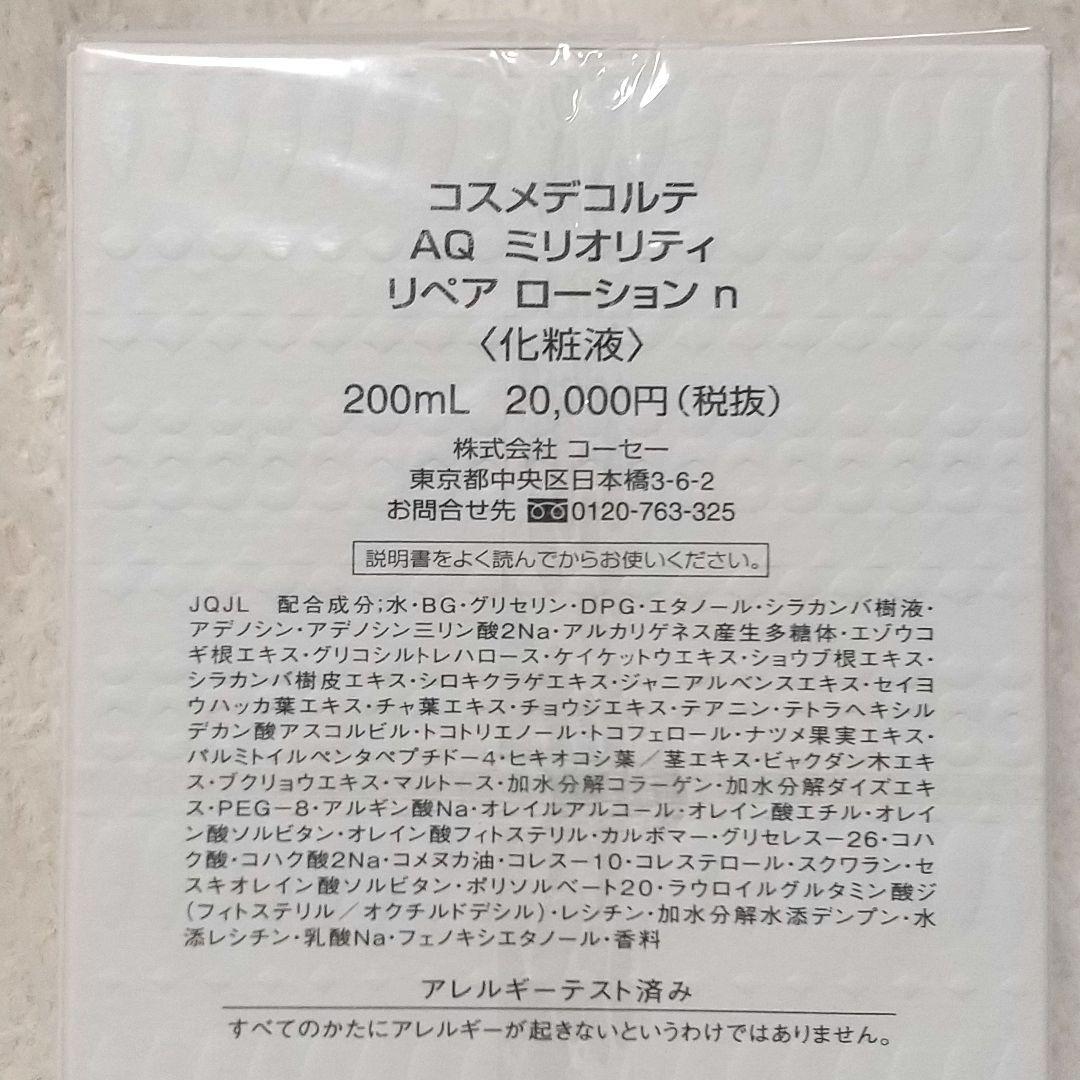 コスメデコルテ
AQ ミリオリティ
リペア ローション n
〈化粧液〉
200mL 20,000円(税抜)
株式会社 コーセー
東京都中央区日本橋3-6-2
お問合せ先 0120-763-325
説明書をよく読んでからお使いください。
JQJL 配合成分;水・BG・グリセリン・DPG・エタノール・シラカンバ樹液・
アデノシン・アデノシン三リン酸2Na・アルカリゲネス産生多糖体・エゾウコ
ギ根エキス・グリコシルトレハロース・ケイケットウエキス・ショウブ根エキス・
シラカンバ樹皮エキス・シロキクラゲエキス・ジャニアルベンスエキス・セイヨ
ウハッカ葉エキス・チャ葉エキス・チョウジエキス・テアニン・テトラヘキシル
デカン酸アスコルビル・トコトリエノール・トコフェロール・ナツメ果実エキス・
パルミトイルペンタペプチドー4・ヒキオコシ葉/茎エキス・ビャクダン木エキ
ス・ブクリョウエキス・マルトース・加水分解コラーゲン・加水分解ダイズエキ
ス・PEGー8・アルギン酸Na・オレイルアルコール・オレイン酸エチル・オレイ
ン酸ソルビタン・オレイン酸フィトステリル・カルボマー・グリセレスー26・コハ
ク酸・コハク酸2Na・コメヌカ油・コレスー10・コレステロール・スクワラン・セ
スキオレイン酸ソルビタン・ポリソルベート20・ラウロイルグルタミン酸ジ
(フィトステリル/オクチルドデシル)・レシチン・加水分解水添デンプン・水
添レシチン・乳酸Na・フェノキシエタノール・香料
アレルギーテスト済み
すべてのかたにアレルギーが起きないというわけではありません。